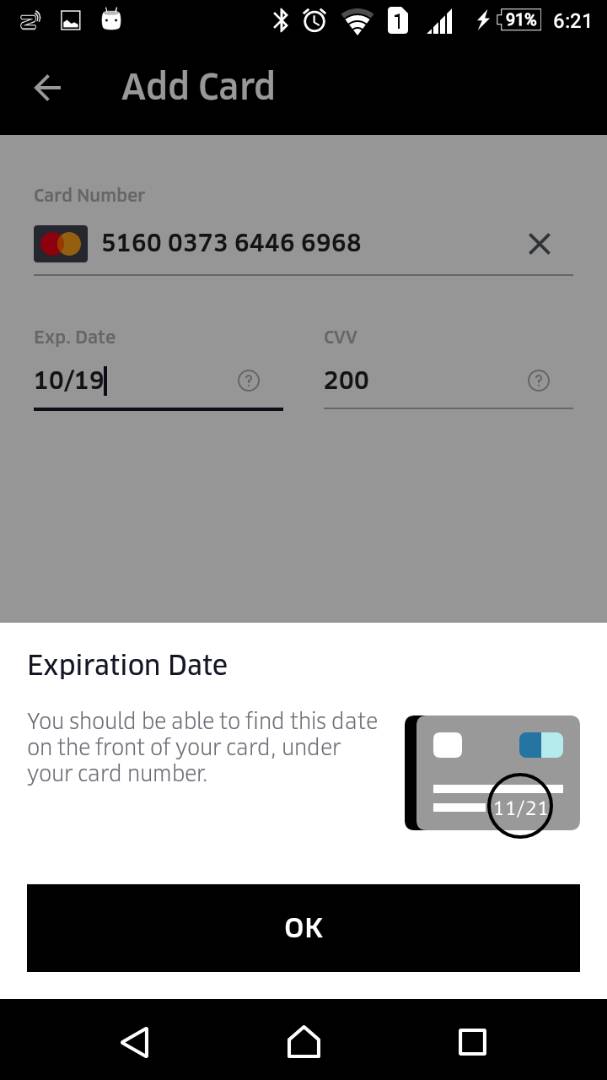 1 91% 6:21
Add Card
Card Number
5160 0373 6446 6968
Exp. Date CVV
10/19 ? 200 ?
Expiration Date
You should be able to find this date
on the front of your card, under
your card number.
11/21
OK